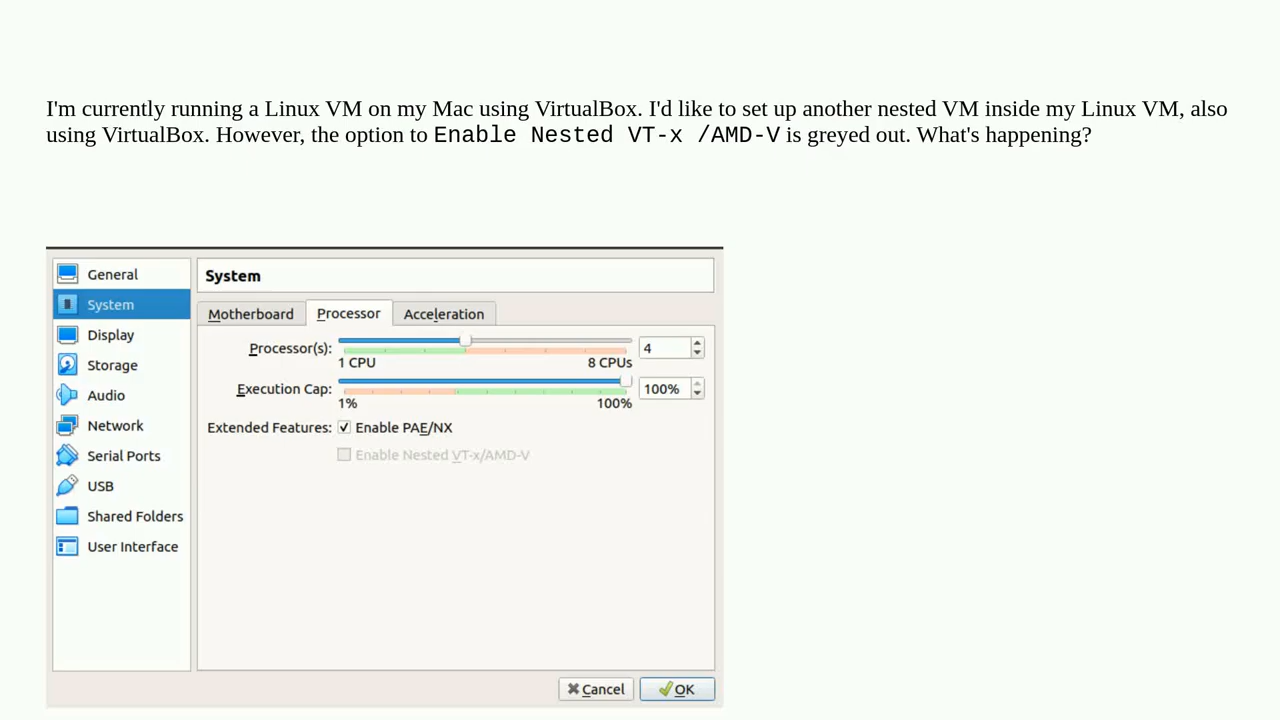 I'm currently running a Linux VM on my Mac using VirtualBox. I'd like to set up another nested VM inside my Linux VM, also
using VirtualBox. However, the option to Enable Nested VT-x /AMD-V is greyed out. What's happening?
General
System
Display
Storage
Audio
Network
Serial Ports
USB
Shared Folders
User Interface
System
Motherboard Processor Acceleration
Processor(s): 4
1 CPU 8 CPUs
Execution Cap: 100%
1% 100%
Extended Features: Enable PAE/NX
Enable Nested VT-x/AMD-V
Cancel OK